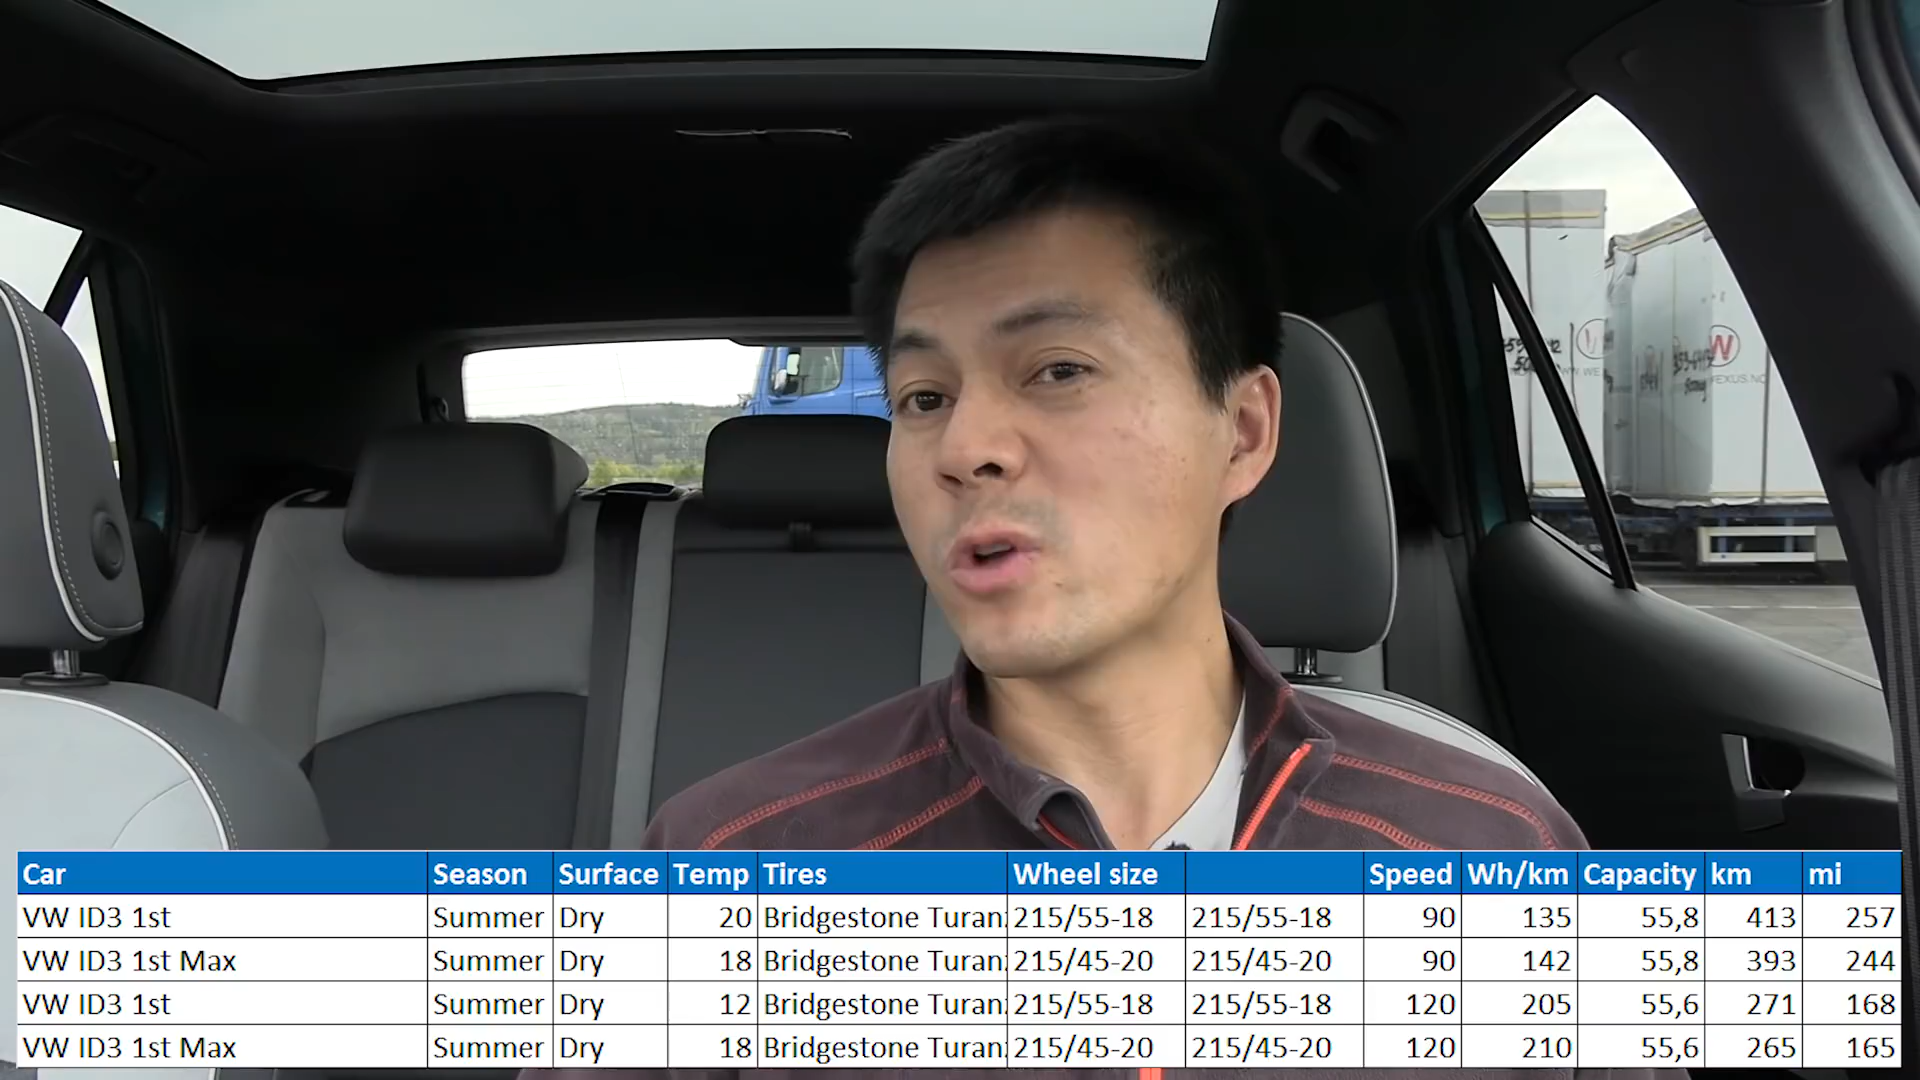 W
W
FEXUS.NO
Car Season Surface Temp Tires Wheel size Speed Wh/km Capacity km mi
VW ID3 1st Summer Dry 20 Bridgestone Turan 215/55-18 215/55-18 90 135 55,8 413 257
VW ID3 1st Max Summer Dry 18 Bridgestone Turan 215/45-20 215/45-20 90 142 55,8 393 244
VW ID3 1st Summer Dry 12 Bridgestone Turan 215/55-18 215/55-18 120 205 55,6 271 168
VW ID3 1st Max Summer Dry 18 Bridgestone Turan 215/45-20 215/45-20 120 210 55,6 265 165